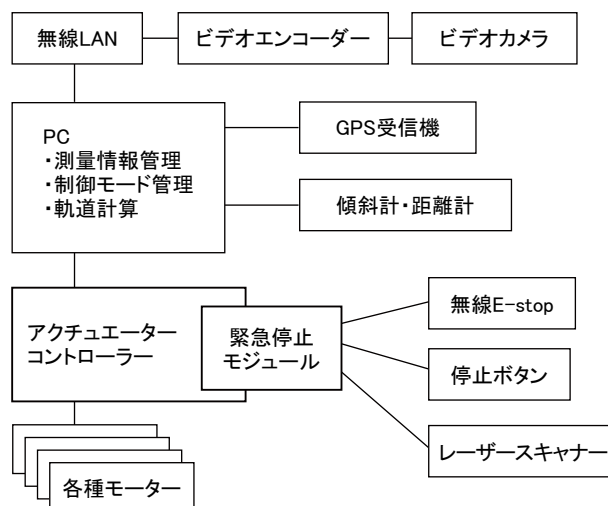 無線LAN
ビデオエンコーダー
ビデオカメラ
PC
・測量情報管理
・制御モード管理
・軌道計算
GPS受信機
傾斜計・距離計
アクチュエーター
コントローラー
緊急停止
モジュール
無線E-stop
停止ボタン
レーザースキャナー
各種モーター